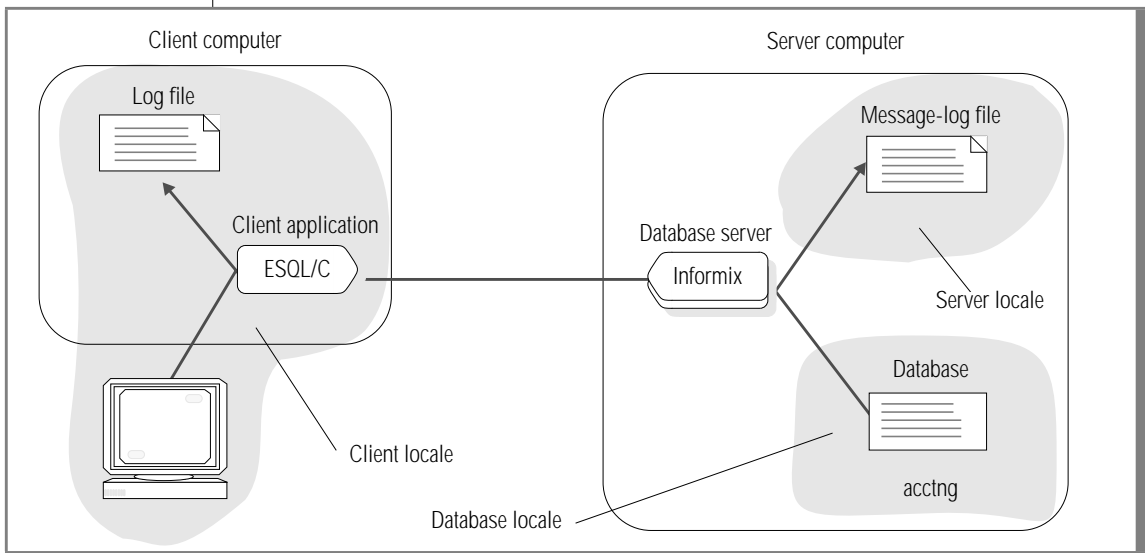 Client computer
Server computer
Log file
Message-log file
Client application
ESQL/C
Database server
Informix
Server locale
Database
Client locale
acctng
Database locale